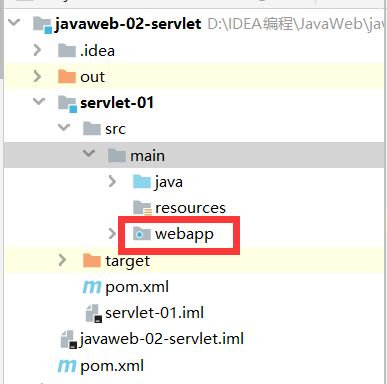 javaweb-02-servlet D:\IDEA编程\JavaWeb\jav
.idea
out
servlet-01
src
main
java
resources
webapp
target
pom.xml
servlet-01.iml
javaweb-02-servlet.iml
pom.xml